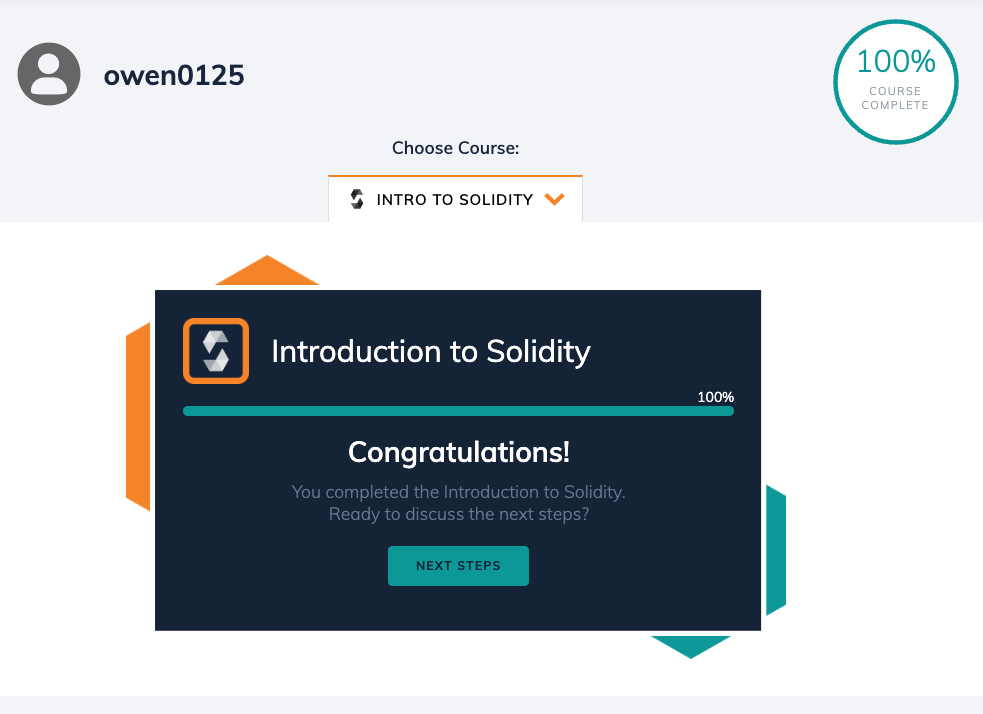 owen0125
100%
COURSE
COMPLETE
Choose Course:
INTRO TO SOLIDITY
Introduction to Solidity
100%
Congratulations!
You completed the Introduction to Solidity.
Ready to discuss the next steps?
NEXT STEPS